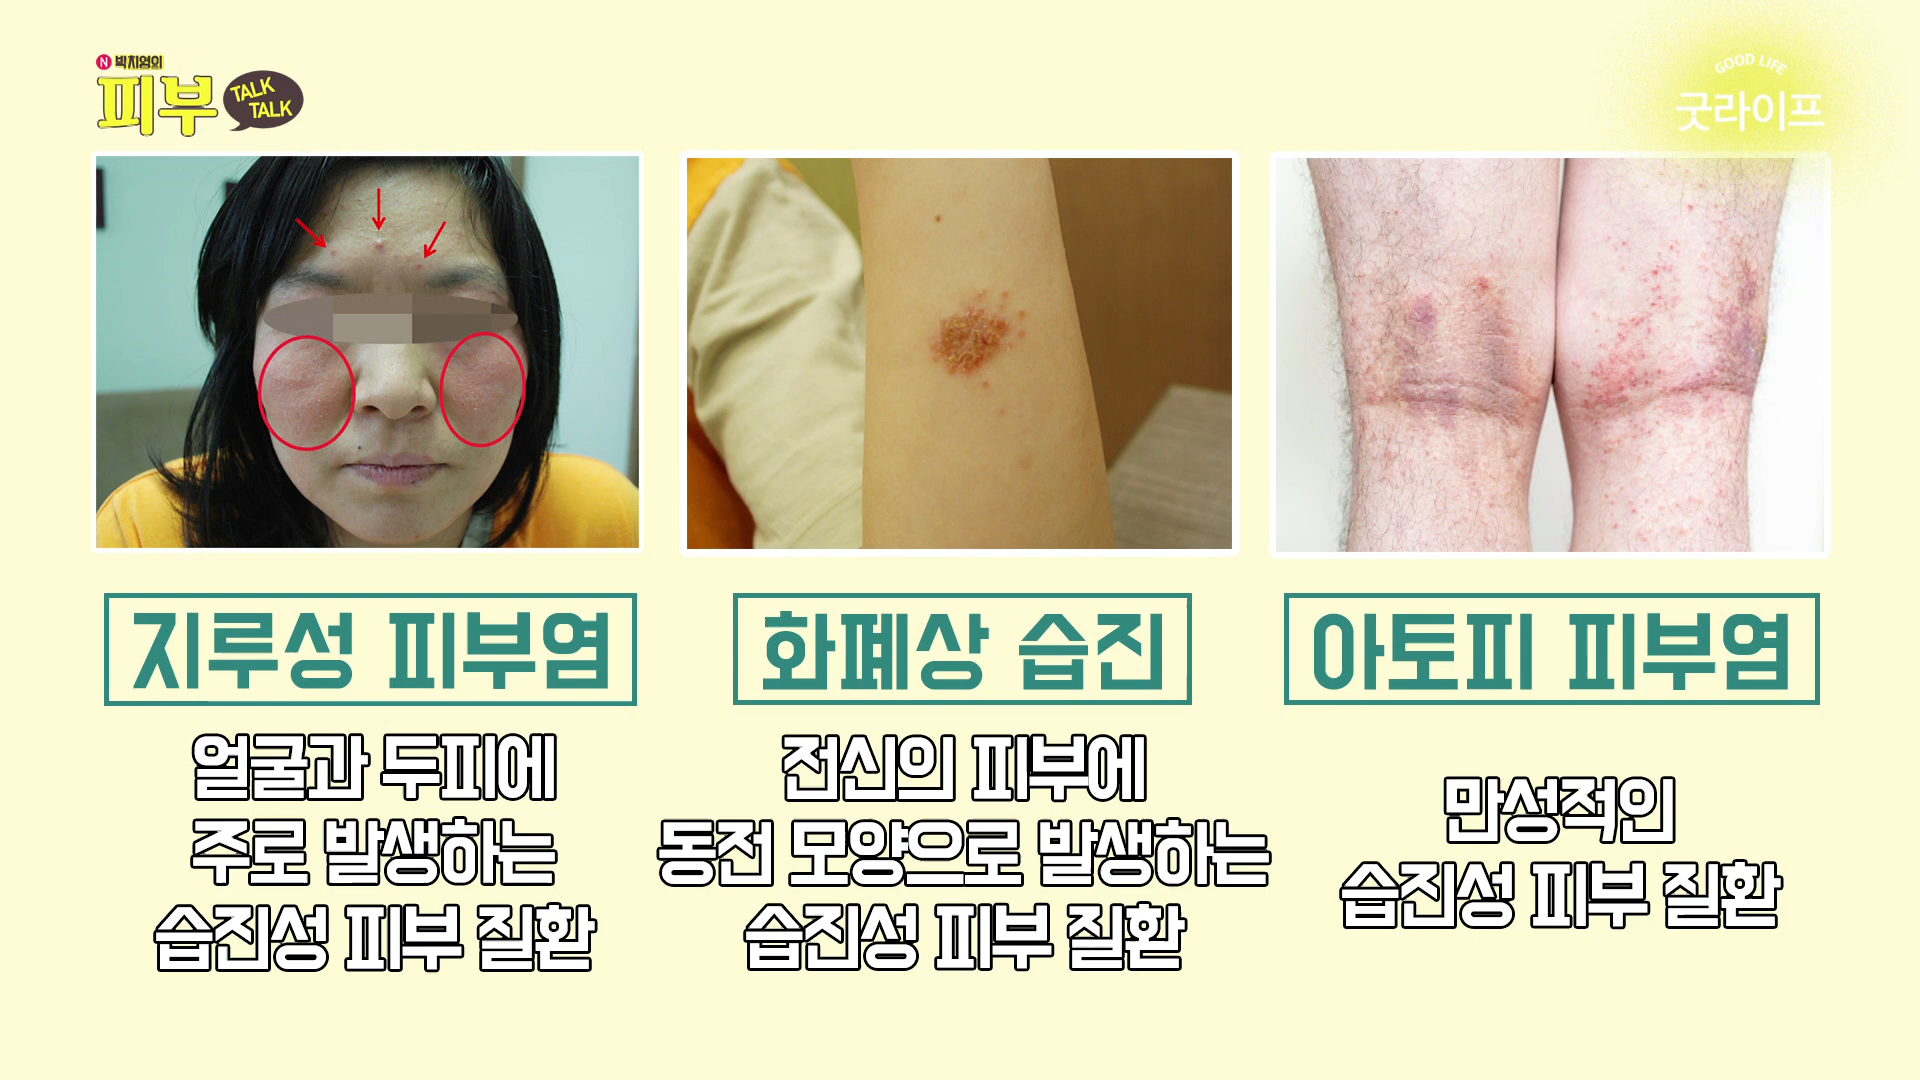 N 박치영의
피부
TALK
TALK
GOOD LIFE
굿라이프
지루성 피부염
얼굴과 두피에
주로 발생하는
습진성 피부 질환
화폐상 습진
전신의 피부에
동전 모양으로 발생하는
습진성 피부 질환
아토피 피부염
만성적인
습진성 피부 질환